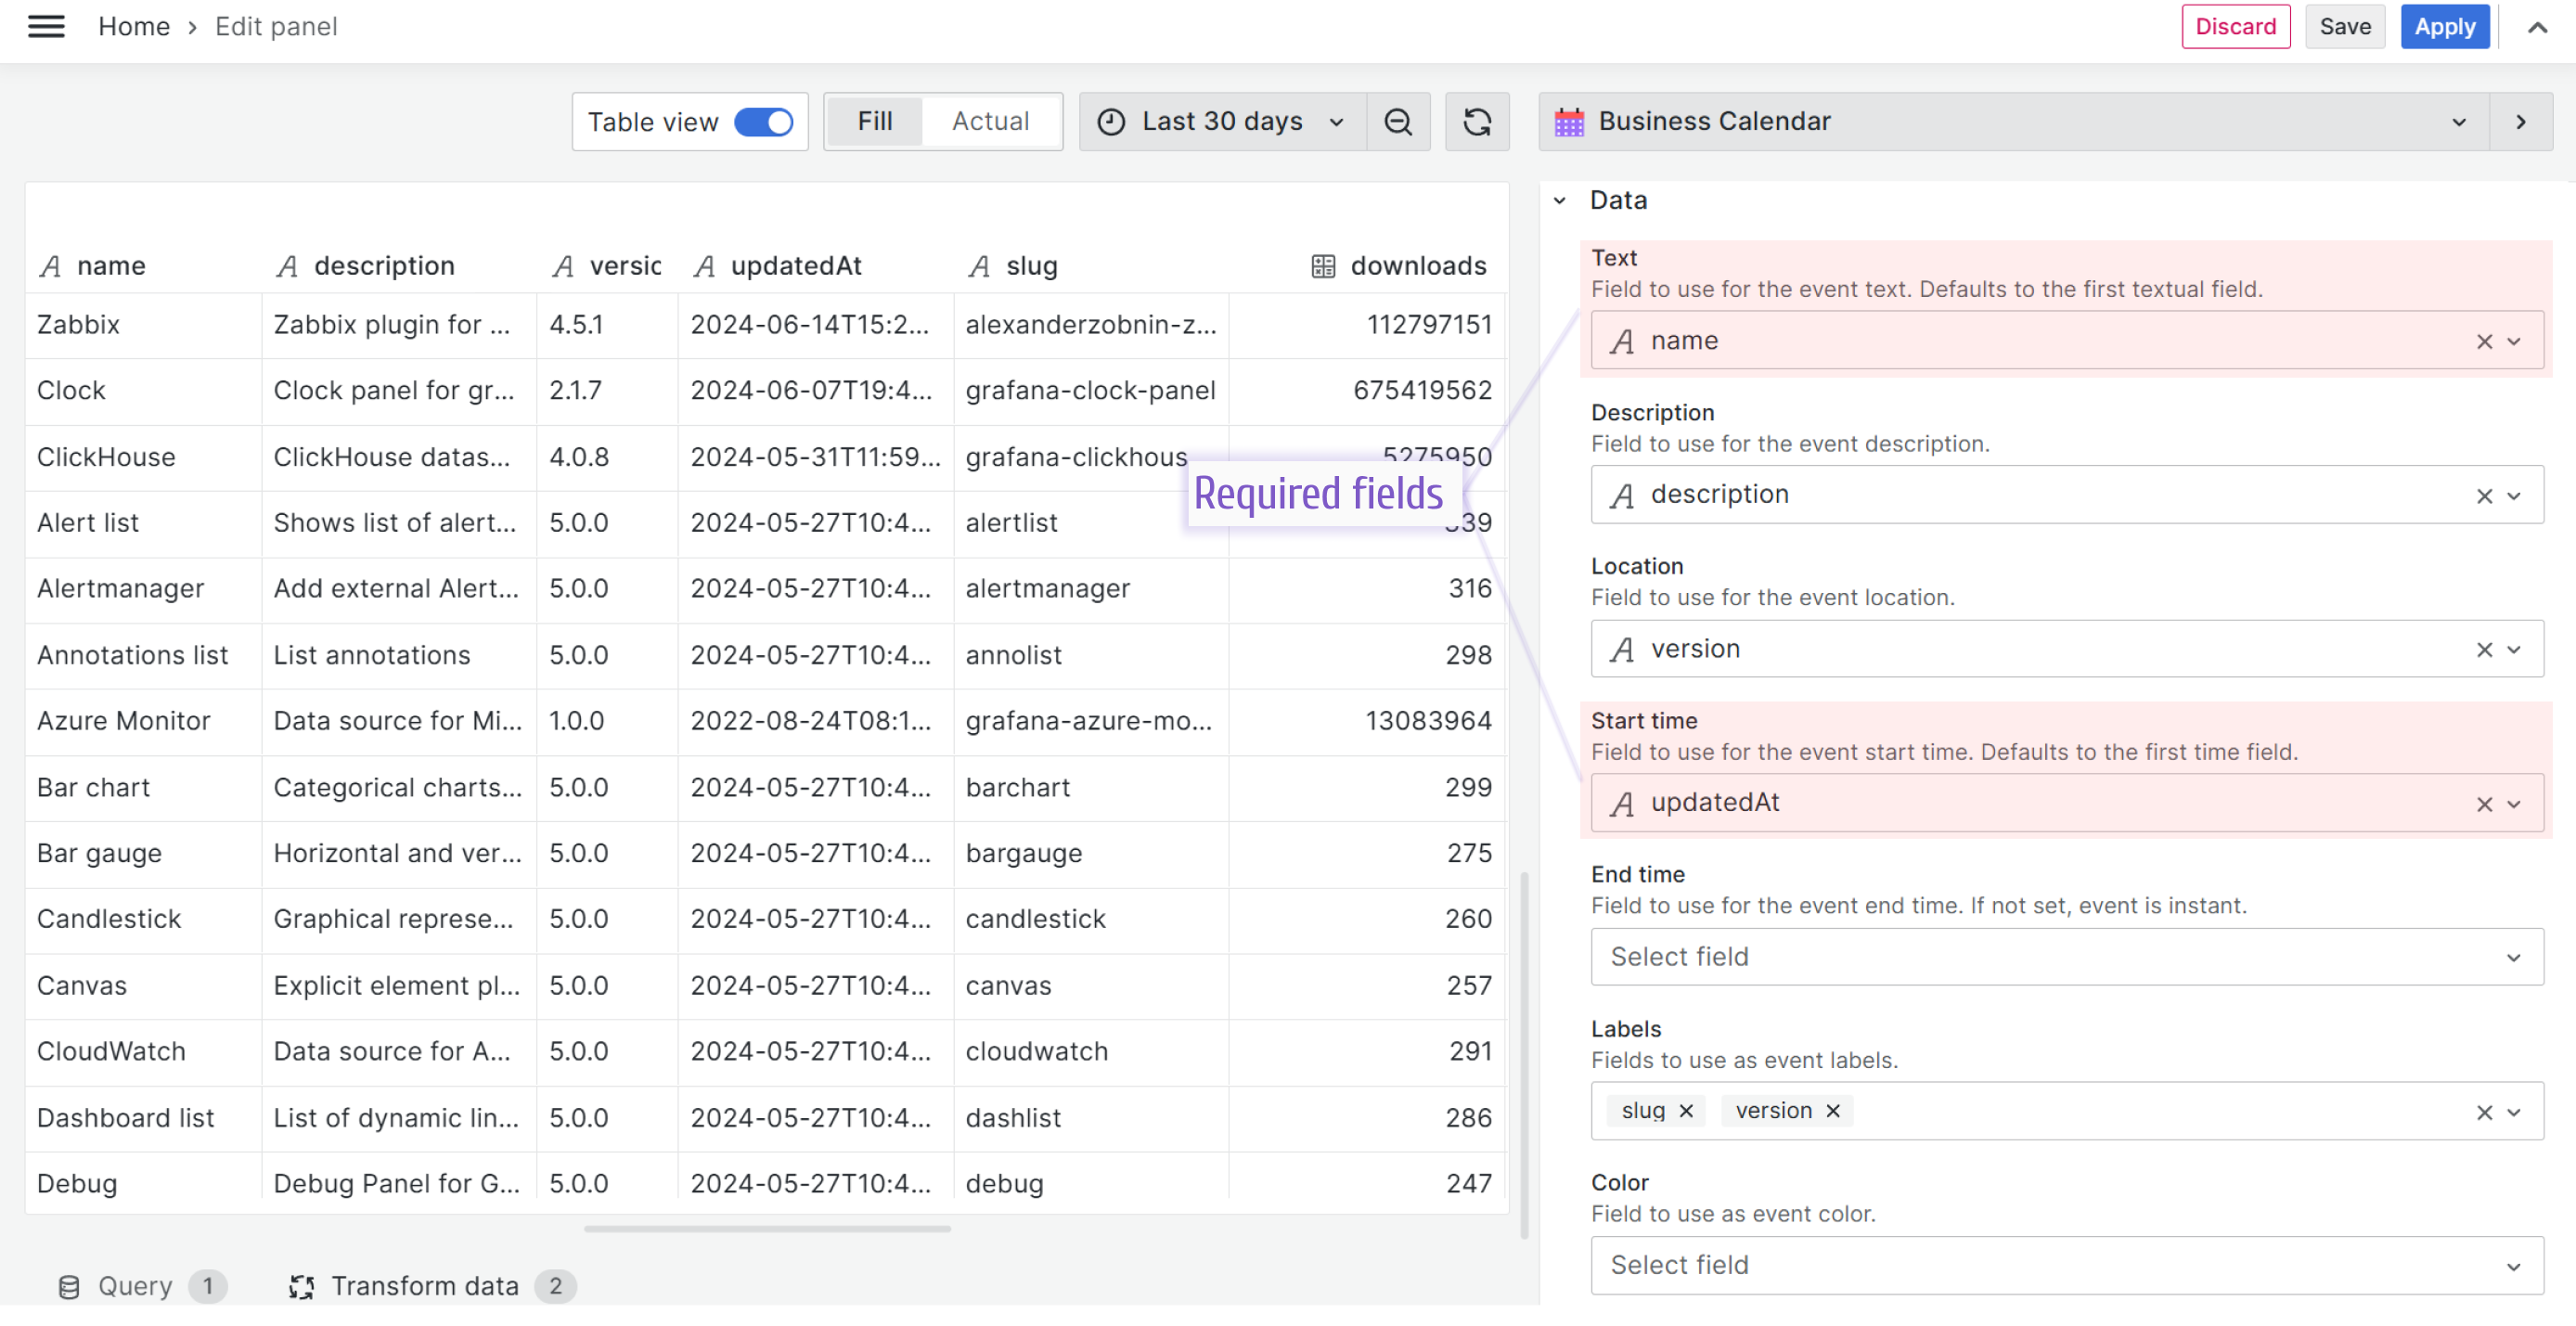 Home › Edit panel
Discard Save Apply
Table view Fill Actual Last 30 days Business Calendar
name description versic updatedAt slug downloads
Zabbix Zabbix plugin for ... 4.5.1 2024-06-14T15:2... alexanderzobnin-z... 112797151
Clock Clock panel for gr... 2.1.7 2024-06-07T19:4... grafana-clock-panel 675419562
ClickHouse ClickHouse datas... 4.0.8 2024-05-31T11:59... grafana-clickhous 5275950
Required fields
Alert list Shows list of alert... 5.0.0 2024-05-27T10:4... alertlist 339
Alertmanager Add external Alert... 5.0.0 2024-05-27T10:4... alertmanager 316
Annotations list List annotations 5.0.0 2024-05-27T10:4... annolist 298
Azure Monitor Data source for Mi... 1.0.0 2022-08-24T08:1... grafana-azure-mo... 13083964
Bar chart Categorical charts... 5.0.0 2024-05-27T10:4... barchart 299
Bar gauge Horizontal and ver... 5.0.0 2024-05-27T10:4... bargauge 275
Candlestick Graphical represe... 5.0.0 2024-05-27T10:4... candlestick 260
Canvas Explicit element pl... 5.0.0 2024-05-27T10:4... canvas 257
CloudWatch Data source for A... 5.0.0 2024-05-27T10:4... cloudwatch 291
Dashboard list List of dynamic lin... 5.0.0 2024-05-27T10:4... dashlist 286
Debug Debug Panel for G... 5.0.0 2024-05-27T10:4... debug 247
Query 1 Transform data 2
Data
Text
Field to use for the event text. Defaults to the first textual field.
name
Description
Field to use for the event description.
description
Location
Field to use for the event location.
version
Start time
Field to use for the event start time. Defaults to the first time field.
updatedAt
End time
Field to use for the event end time. If not set, event is instant.
Select field
Labels
Fields to use as event labels.
slug version
Color
Field to use as event color.
Select field